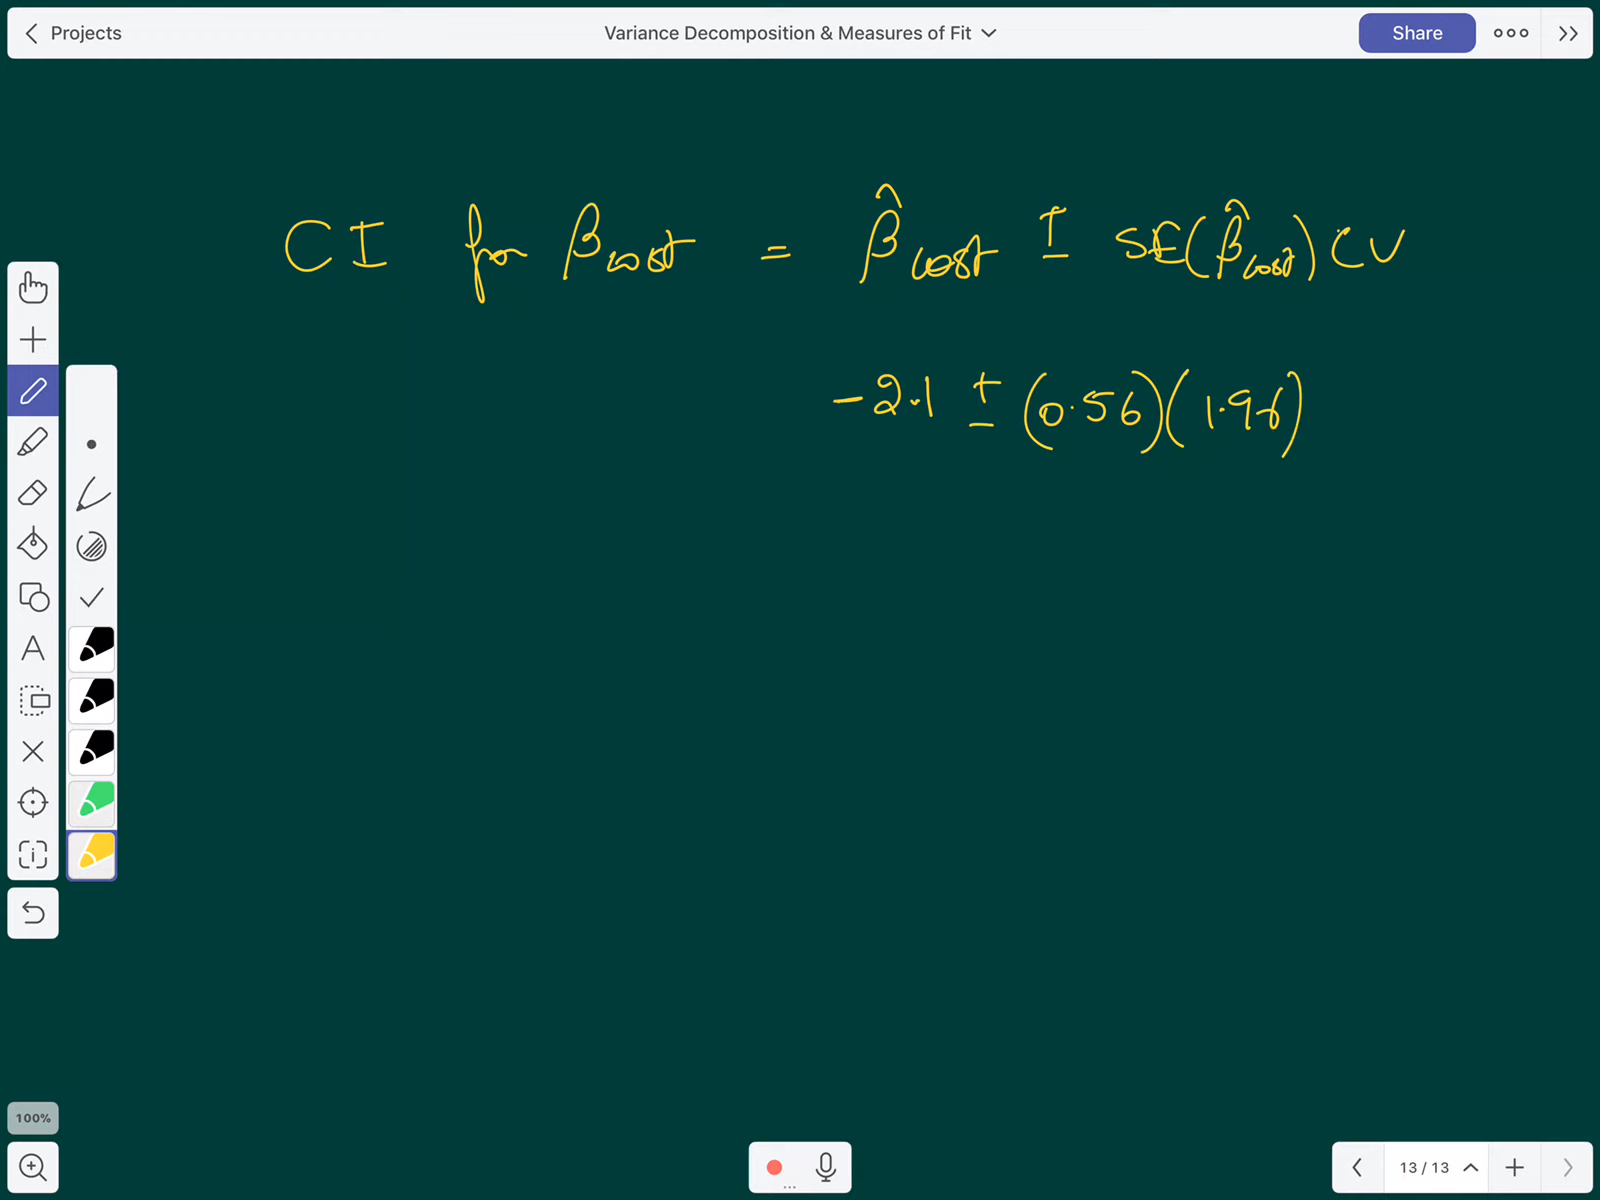 Projects
Variance Decomposition & Measures of Fit
Share
CI for βcost = β̂cost ± SE(β̂cost) CV
-2.1 ± (0.56)(1.96)
100%
13 / 13